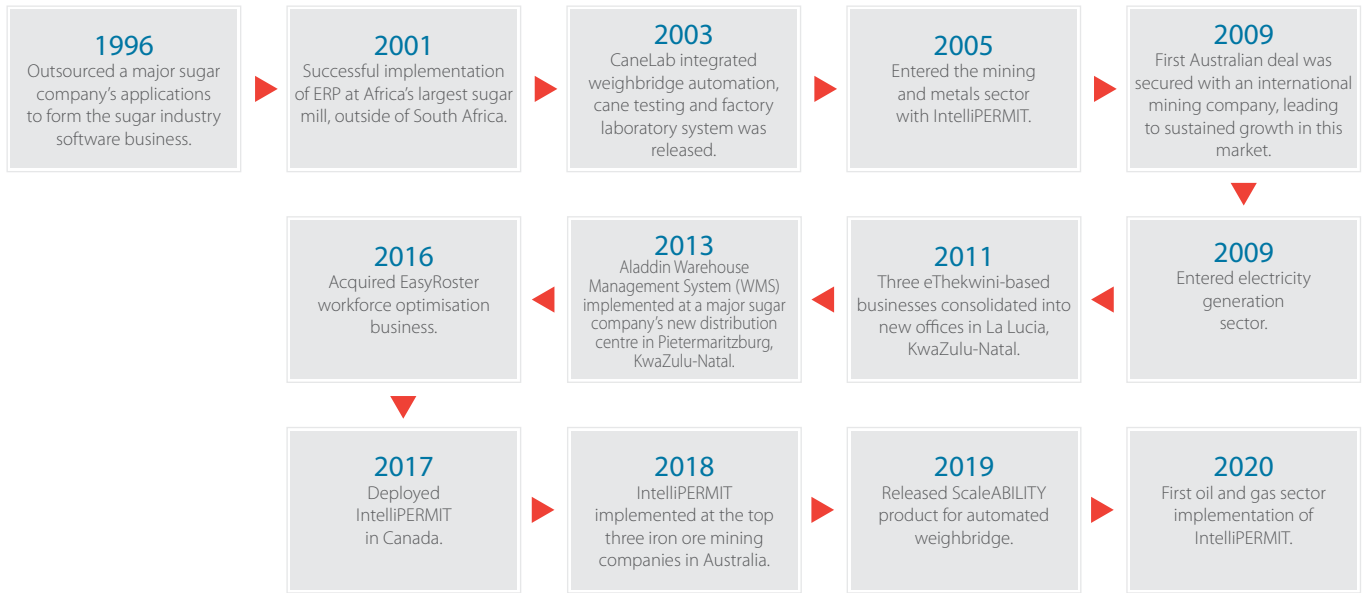 1996
Outsourced a major sugar
company's applications
to form the sugar industry
software business.
2001
Successful implementation
of ERP at Africa's largest sugar
mill, outside of South Africa.
2003
CaneLab integrated
weighbridge automation,
cane testing and factory
laboratory system was
released.
2005
Entered the mining
and metals sector
with IntelliPERMIT.
2009
First Australian deal was
secured with an international
mining company, leading
to sustained growth in this
market.
2009
Entered electricity
generation
sector.
2011
Three eThekwini-based
businesses consolidated into
new offices in La Lucia,
KwaZulu-Natal.
2013
Aladdin Warehouse
Management System (WMS)
implemented at a major sugar
company's new distribution
centre in Pietermaritzburg,
KwaZulu-Natal.
2016
Acquired EasyRoster
workforce optimisation
business.
2017
Deployed
IntelliPERMIT
in Canada.
2018
IntelliPERMIT
implemented at the top
three iron ore mining
companies in Australia.
2019
Released ScaleABILITY
product for automated
weighbridge.
2020
First oil and gas sector
implementation of
IntelliPERMIT.